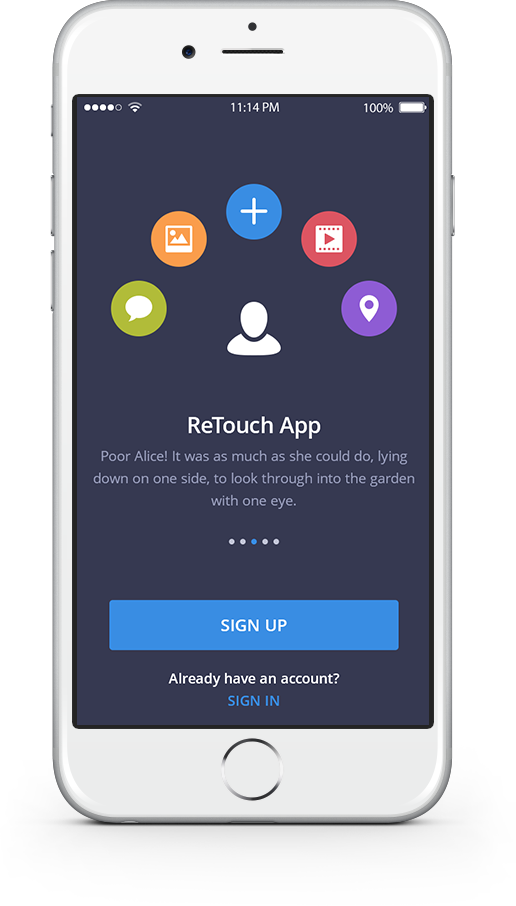 11:14 PM 100%
ReTouch App
Poor Alice! It was as much as she could do, lying
down on one side, to look through into the garden
with one eye.
SIGN UP
Already have an account?
SIGN IN